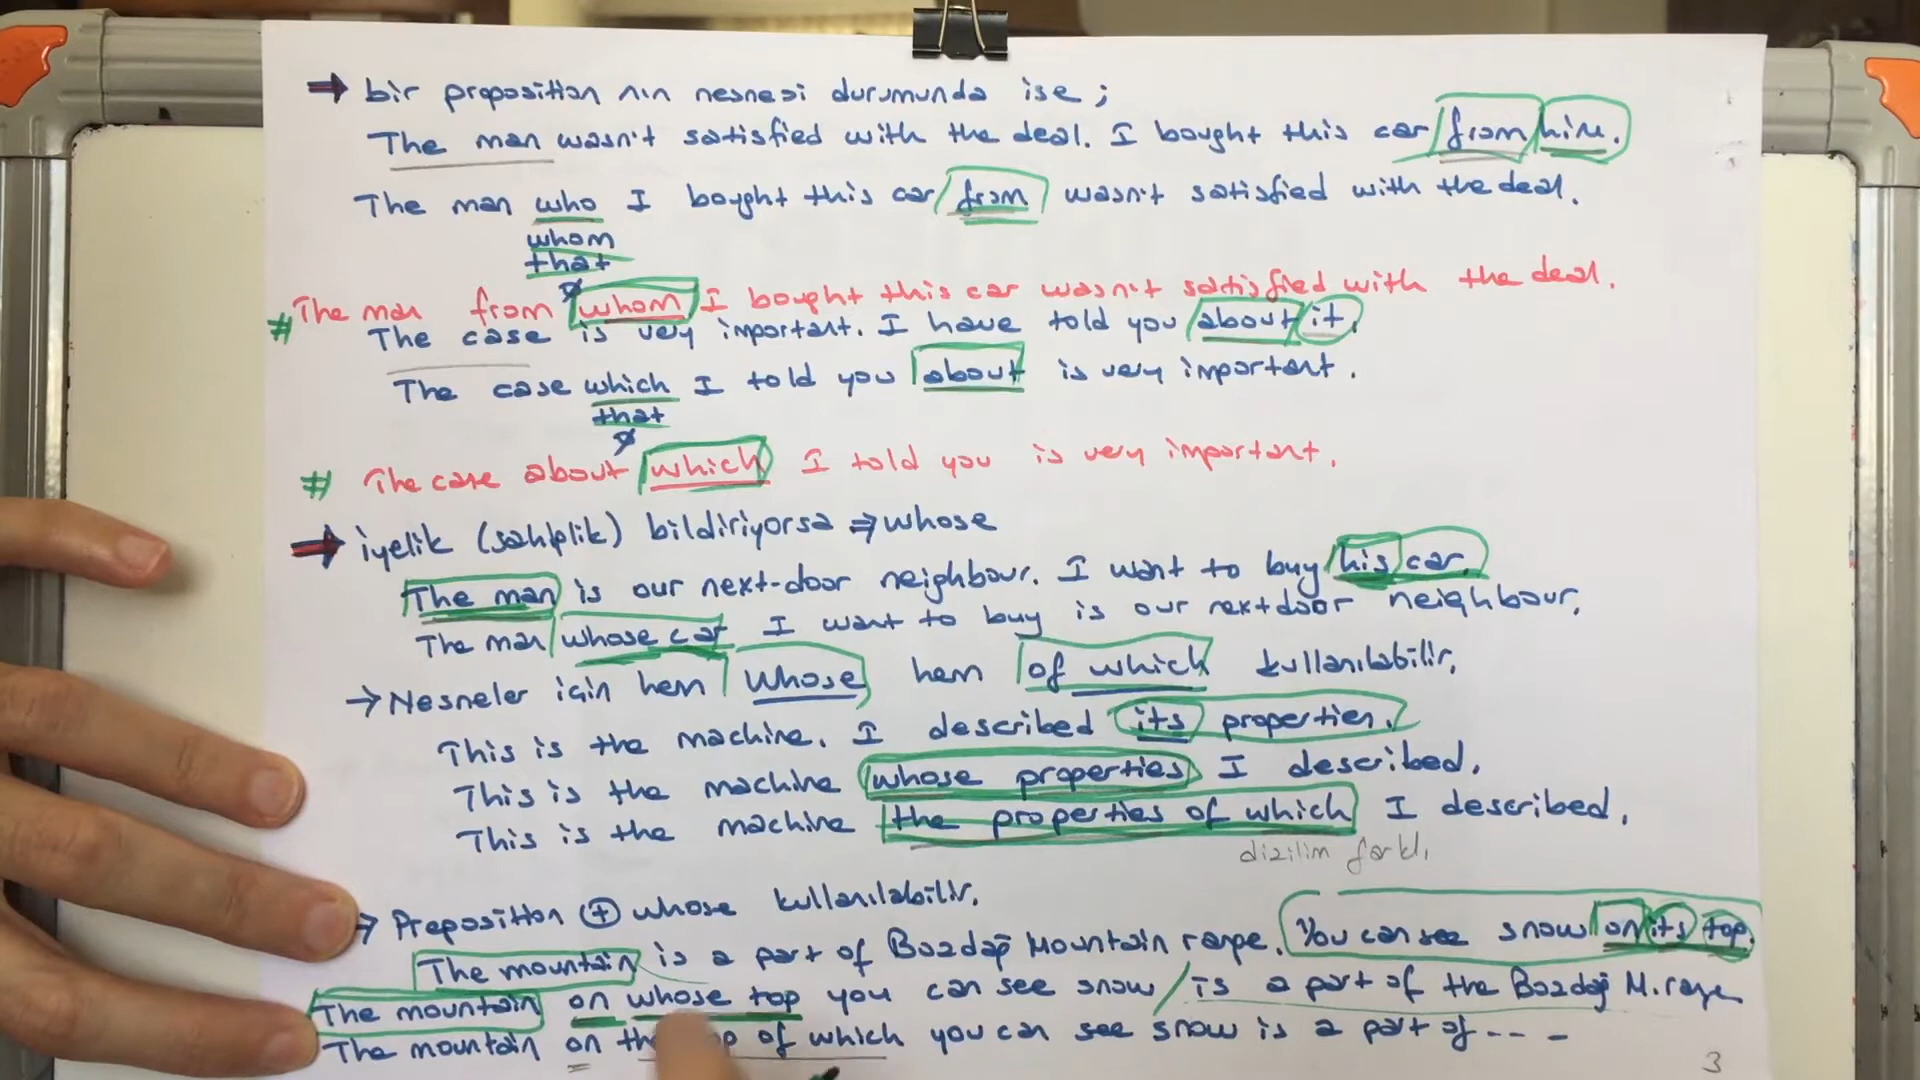 → bir preposition nın nesnesi durumunda ise;
The man wasn't satisfied with the deal. I bought this car from him.
The man who I bought this car from wasn't satisfied with the deal.
whom
that
Ø
The man from whom I bought this car wasn't satisfied with the deal.
# The case is very important. I have told you about it.
The case which I told you about is very important.
that
Ø
# The case about which I told you is very important.
→ iyelik (sahiplik) bildiriyorsa ⇒ whose
The man is our next-door neighbour. I want to buy his car.
The man whose car I want to buy is our nextdoor neighbour.
→ Nesneler için hem whose hem of which kullanılabilir.
This is the machine. I described its properties.
This is the machine whose properties I described.
This is the machine the properties of which I described.
dizilim farklı
→ Preposition ⊕ whose kullanılabilir.
The mountain is a part of Bozdağ Mountain range. You can see snow on its top.
The mountain on whose top you can see snow / is a part of the Bozdağ M. range
The mountain on of which you can see snow is a part of - - -
3